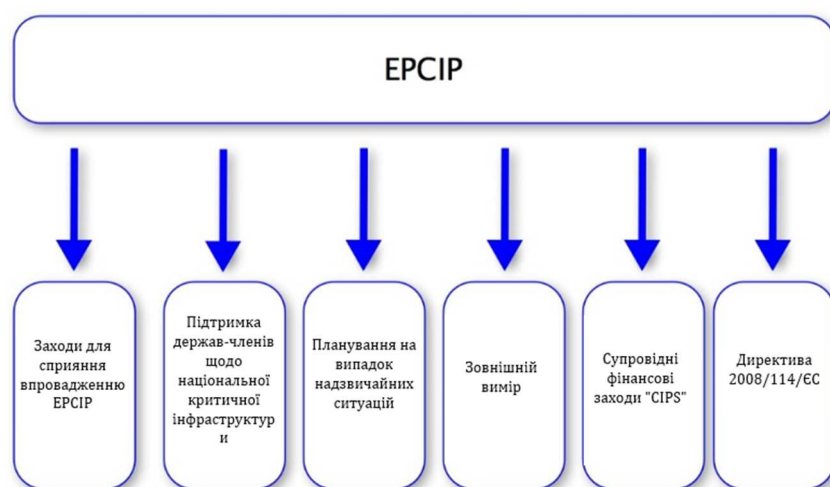 EPCIP
Заходи для
сприяння
впровадженню
EPCIP
Підтримка
держав-членів
щодо
національної
критичної
інфраструктур
и
Планування на
випадок
надзвичайних
ситуацій
Зовнішній
вимір
Супровідні
фінансові
заходи "CIPS"
Директива
2008/114/ЄС